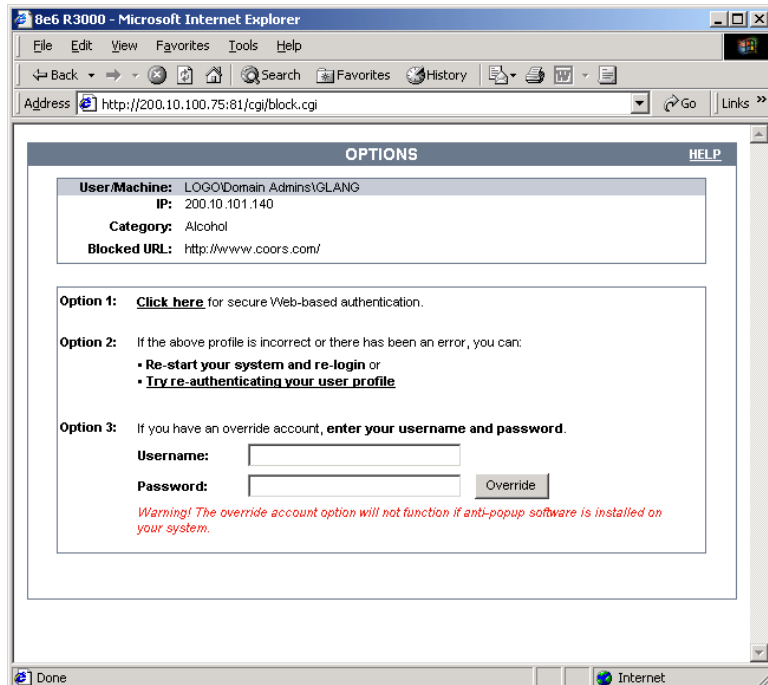 8e6 R3000 - Microsoft Internet Explorer
File Edit View Favorites Tools Help
Back Search Favorites History
Address http://200.10.100.75:81/cgi/block.cgi Go Links »
OPTIONS HELP
User/Machine: LOGO\Domain Admins\GLANG
IP: 200.10.101.140
Category: Alcohol
Blocked URL: http://www.coors.com/
Option 1: Click here for secure Web-based authentication.
Option 2: If the above profile is incorrect or there has been an error, you can:
▪ Re-start your system and re-login or
▪ Try re-authenticating your user profile
Option 3: If you have an override account, enter your username and password.
Username:
Password: Override
Warning! The override account option will not function if anti-popup software is installed on
your system.
Done Internet